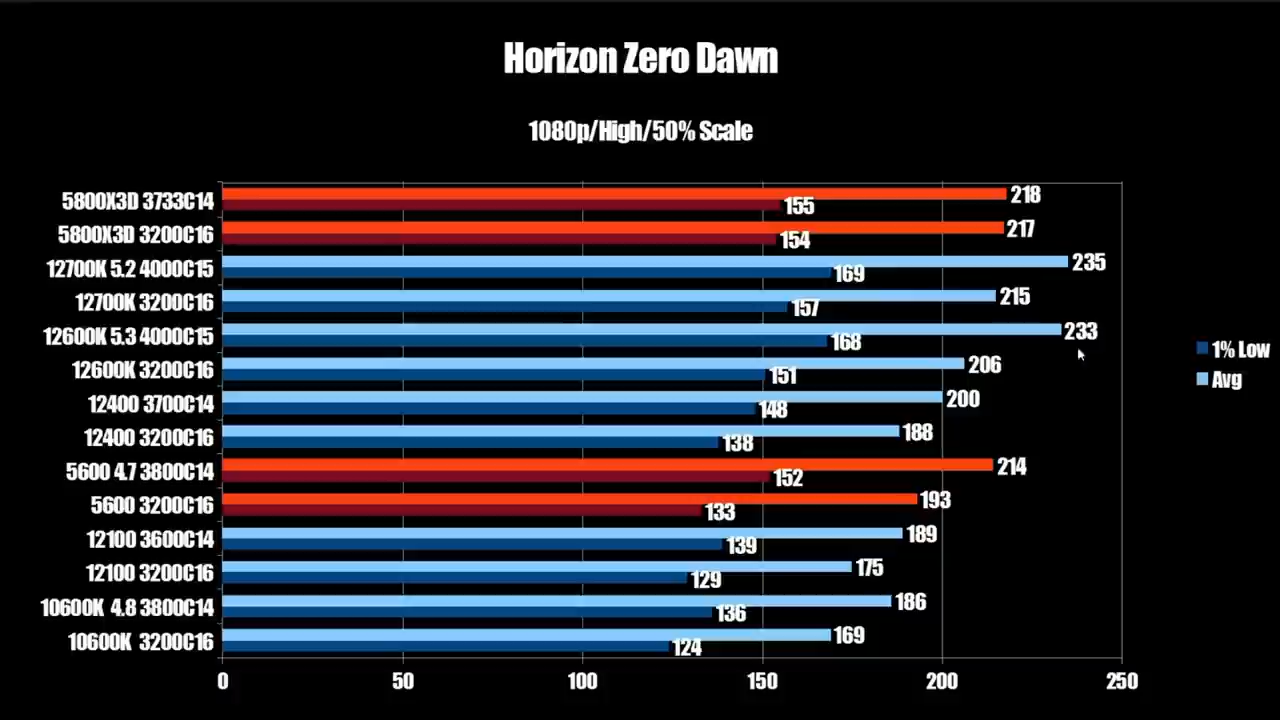 Horizon Zero Dawn
1080p/High/50% Scale
5800X3D 3733C14
218
155
5800X3D 3200C16
217
154
12700K 5.2 4000C15
235
169
12700K 3200C16
215
157
12600K 5.3 4000C15
233
168
12600K 3200C16
206
151
12400 3700C14
200
148
12400 3200C16
188
138
5600 4.7 3800C14
214
152
5600 3200C16
193
133
12100 3600C14
189
139
12100 3200C16
175
129
10600K 4.8 3800C14
186
136
10600K 3200C16
169
124
0 50 100 150 200 250
1% Low
Avg